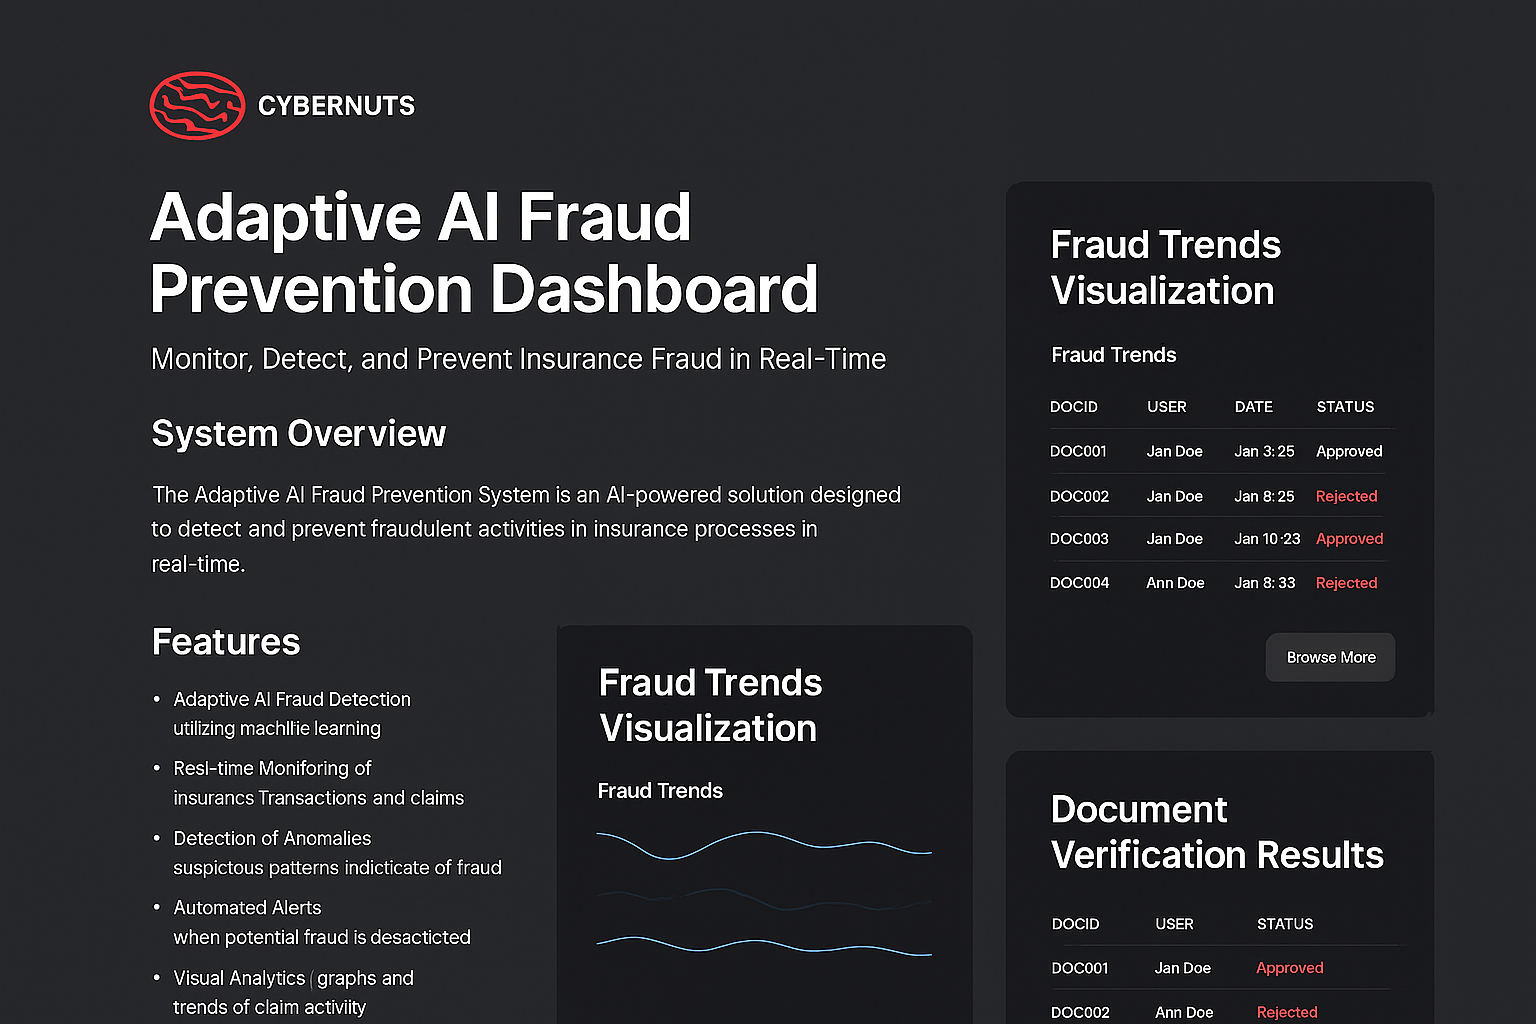 CYBERNUTS
Adaptive AI Fraud
Prevention Dashboard
Monitor, Detect, and Prevent Insurance Fraud in Real-Time
System Overview
The Adaptive AI Fraud Prevention System is an AI-powered solution designed
to detect and prevent fraudulent activities in insurance processes in
real-time.
Features
• Adaptive AI Fraud Detection
utilizing machllie learning
• Resl-time Moniforing of
insurancs Transactions and claims
• Detection of Anomalies
suspictous patterns indicticate of fraud
• Automated Alerts
when potential fraud is desacticted
• Visual Analytics ( graphs and
trends of claim activiity
Fraud Trends
Visualization
Fraud Trends
Fraud Trends
Visualization
Fraud Trends
DOCID USER DATE STATUS
DOC001 Jan Doe Jan 3:25 Approved
DOC002 Jan Doe Jan 8:25 Rejected
DOC003 Jan Doe Jan 10·23 Approved
DOC004 Ann Doe Jan 8:33 Rejected
Browse More
Document
Verification Results
DOCID USER STATUS
DOC001 Jan Doe Approved
DOC002 Ann Doe Rejected